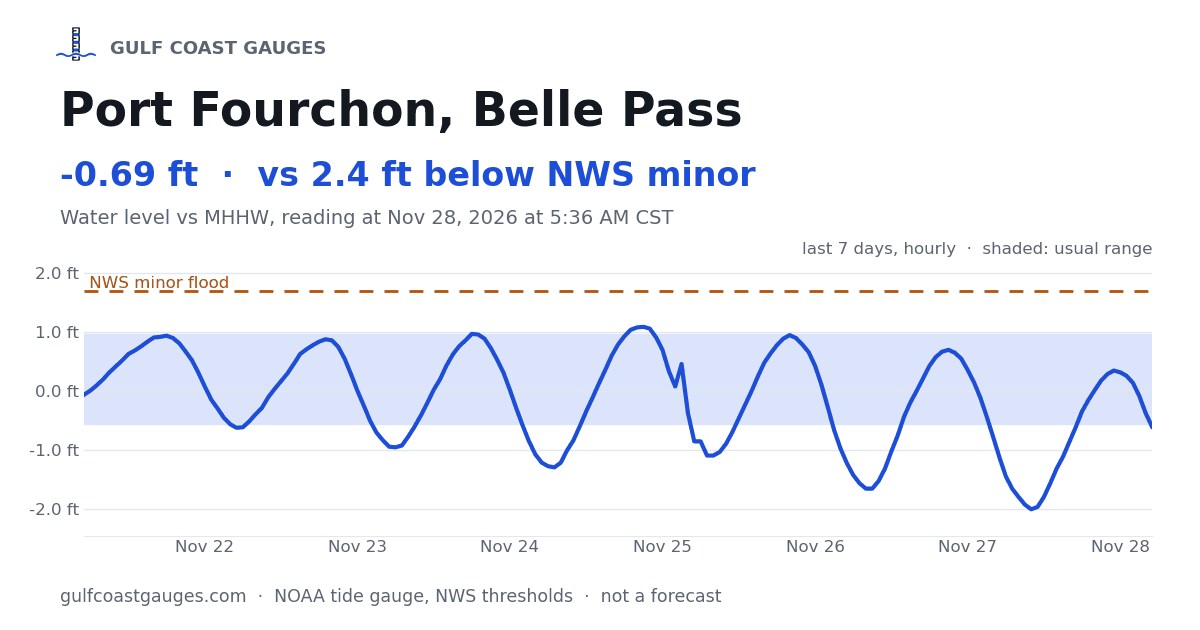 GULF COAST GAUGES
Port Fourchon, Belle Pass
-0.69 ft · vs 2.4 ft below NWS minor
Water level vs MHHW, reading at Nov 28, 2026 at 5:36 AM CST
last 7 days, hourly · shaded: usual range
2.0 ft
NWS minor flood
1.0 ft
0.0 ft
-1.0 ft
-2.0 ft
Nov 22 Nov 23 Nov 24 Nov 25 Nov 26 Nov 27 Nov 28
gulfcoastgauges.com · NOAA tide gauge, NWS thresholds · not a forecast